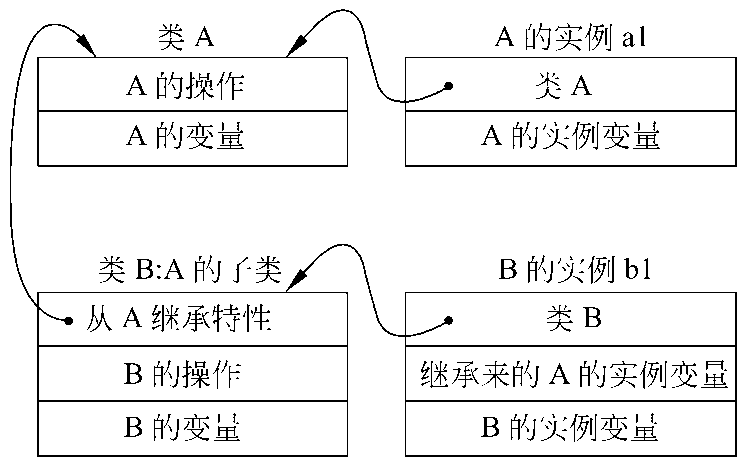 类 A
A 的实例 a1
A 的操作
类 A
A 的变量
A 的实例变量
类 B:A 的子类
B 的实例 b1
从 A 继承特性
类 B
B 的操作
继承来的 A 的实例变量
B 的变量
B 的实例变量